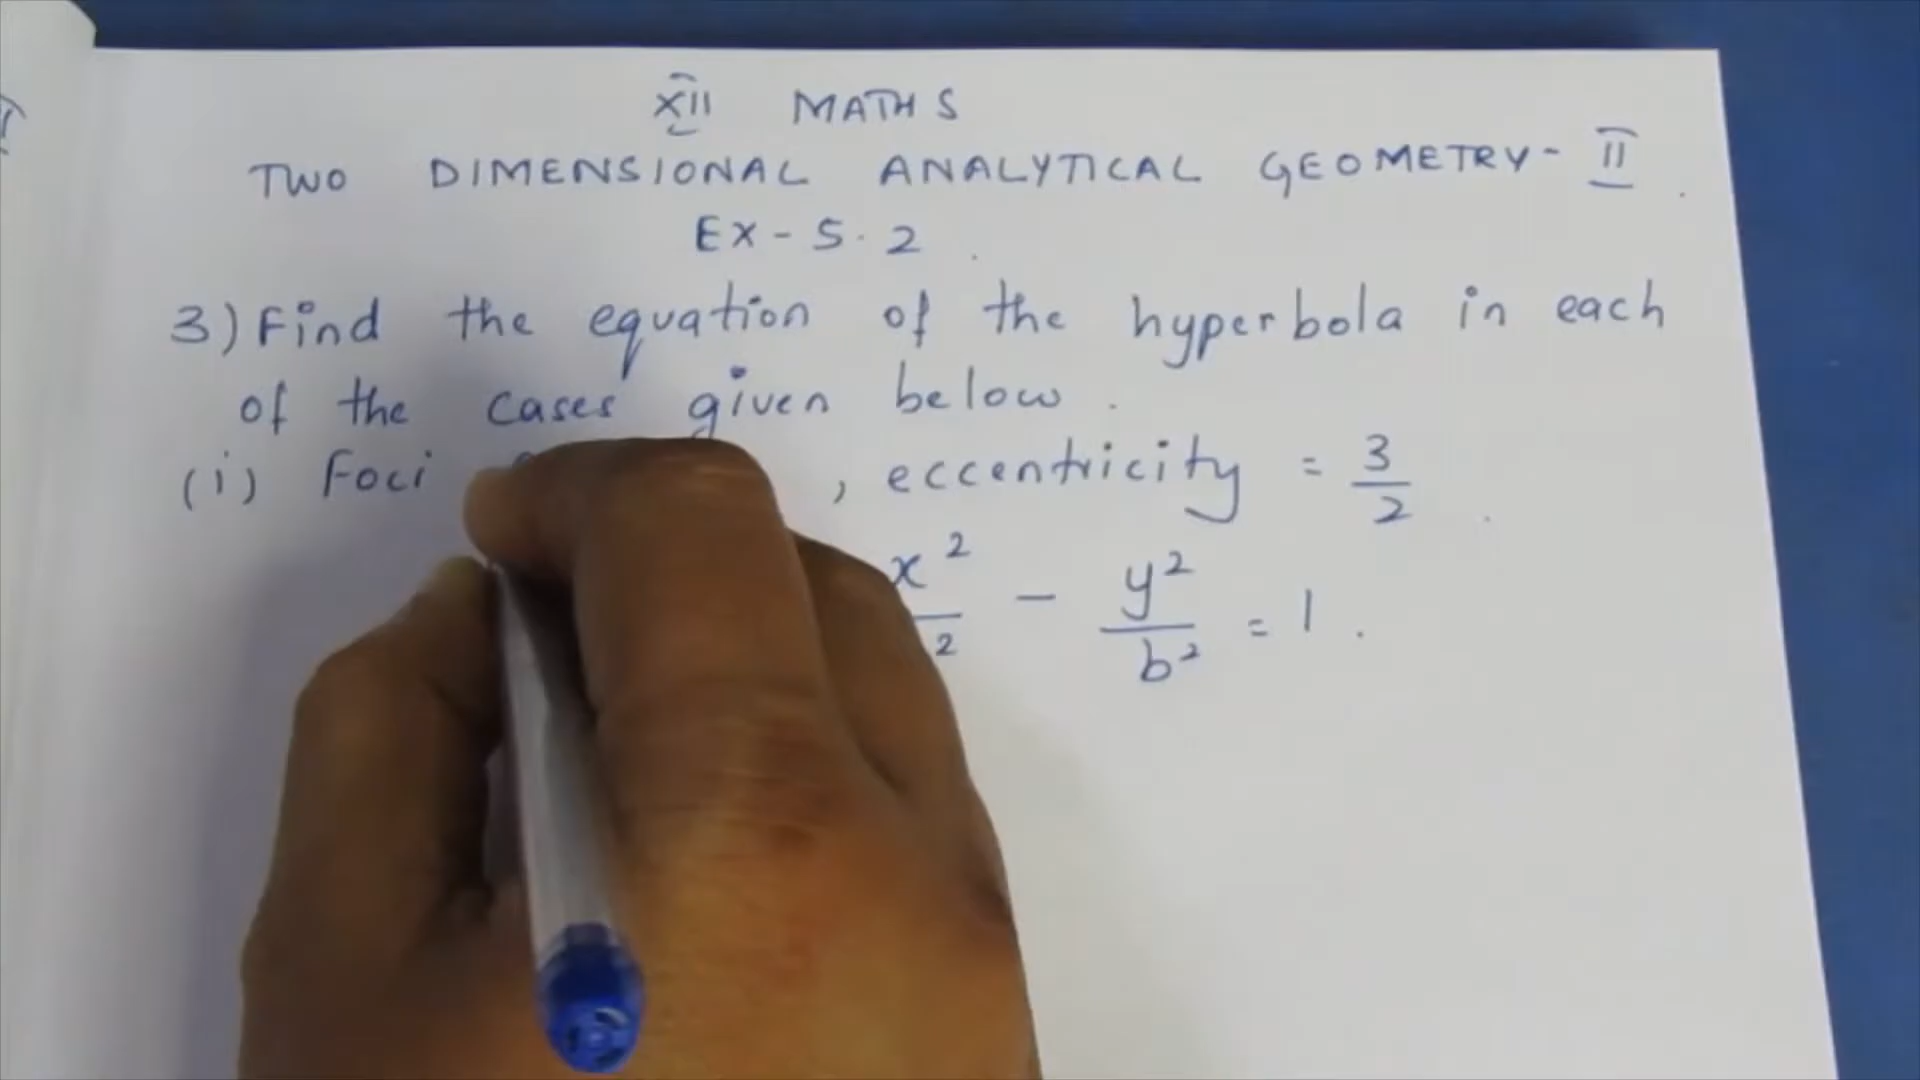 XII MATHS
TWO DIMENSIONAL ANALYTICAL GEOMETRY - II
EX - 5.2
3) Find the equation of the hyperbola in each
of the cases given below.
(i) Foci , eccentricity = 3/2
x² / ² - y²/b² = 1.